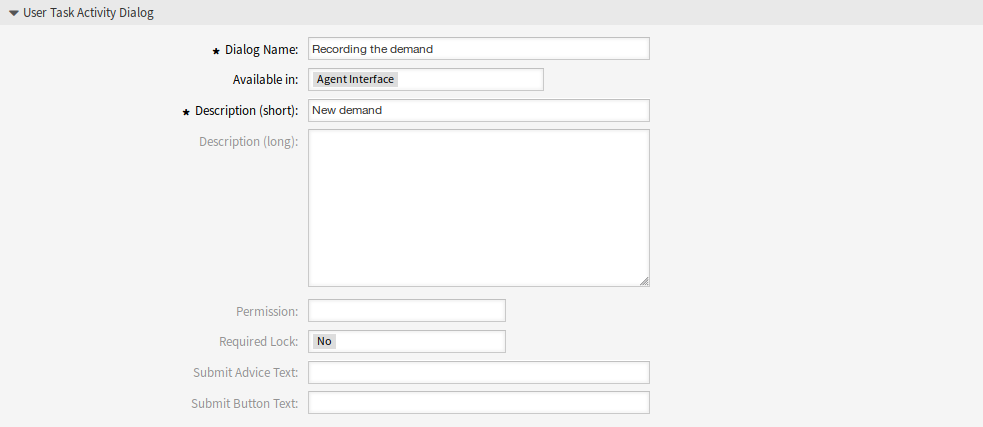 User Task Activity Dialog
★ Dialog Name: Recording the demand
Available in: Agent Interface
★ Description (short): New demand
Description (long):
Permission:
Required Lock: No
Submit Advice Text:
Submit Button Text: